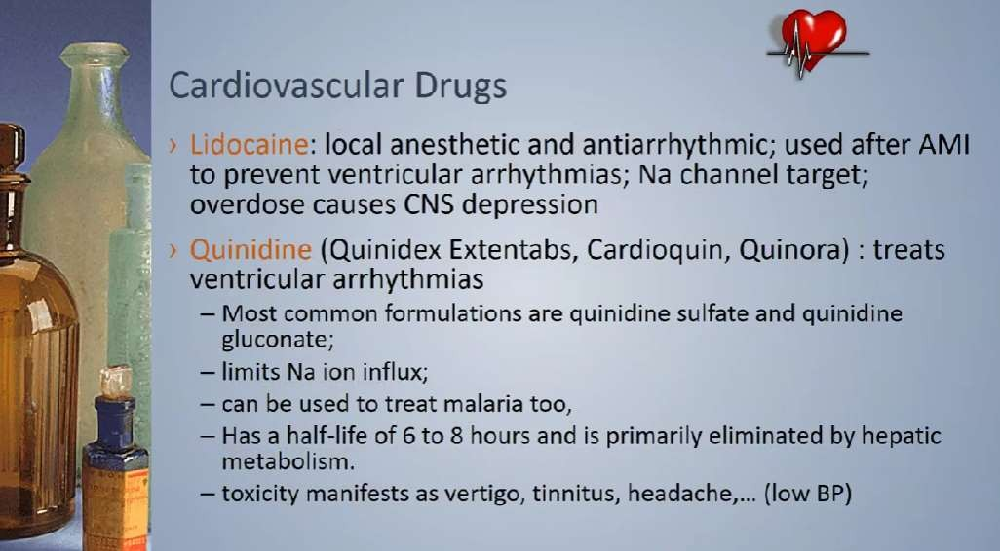 Cardiovascular Drugs
› Lidocaine: local anesthetic and antiarrhythmic; used after AMI
to prevent ventricular arrhythmias; Na channel target;
overdose causes CNS depression
› Quinidine (Quinidex Extentabs, Cardioquin, Quinora) : treats
ventricular arrhythmias
– Most common formulations are quinidine sulfate and quinidine
gluconate;
– limits Na ion influx;
– can be used to treat malaria too,
– Has a half-life of 6 to 8 hours and is primarily eliminated by hepatic
metabolism.
– toxicity manifests as vertigo, tinnitus, headache,... (low BP)